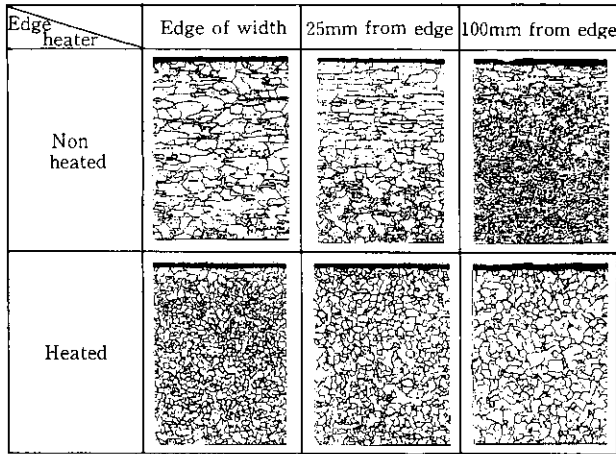 Edge heater
Edge of width
25mm from edge
100mm from edge
Non
heated
Heated